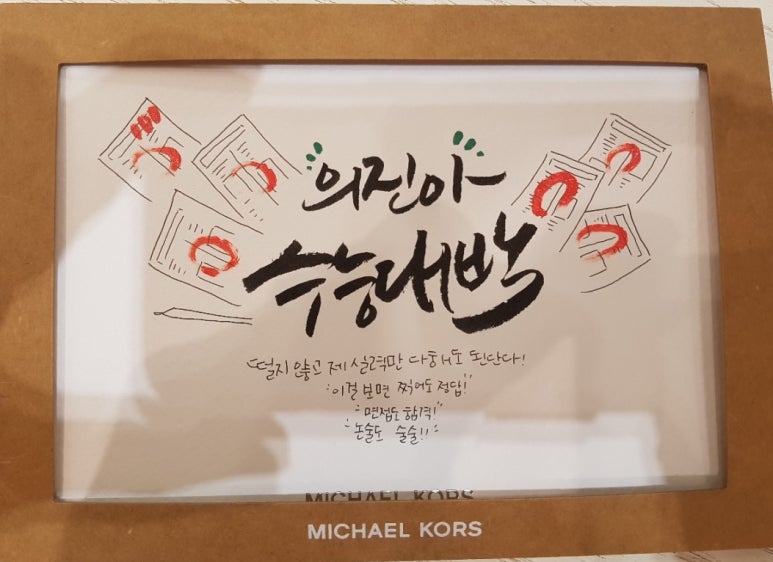 의진아
수능대박
떨지 않고 제 실력만 다해도 된단다!
이걸 보면 찍어도 정답!
면접도 합격!
논술도 술술!!
MICHAEL KORS
MICHAEL KORS